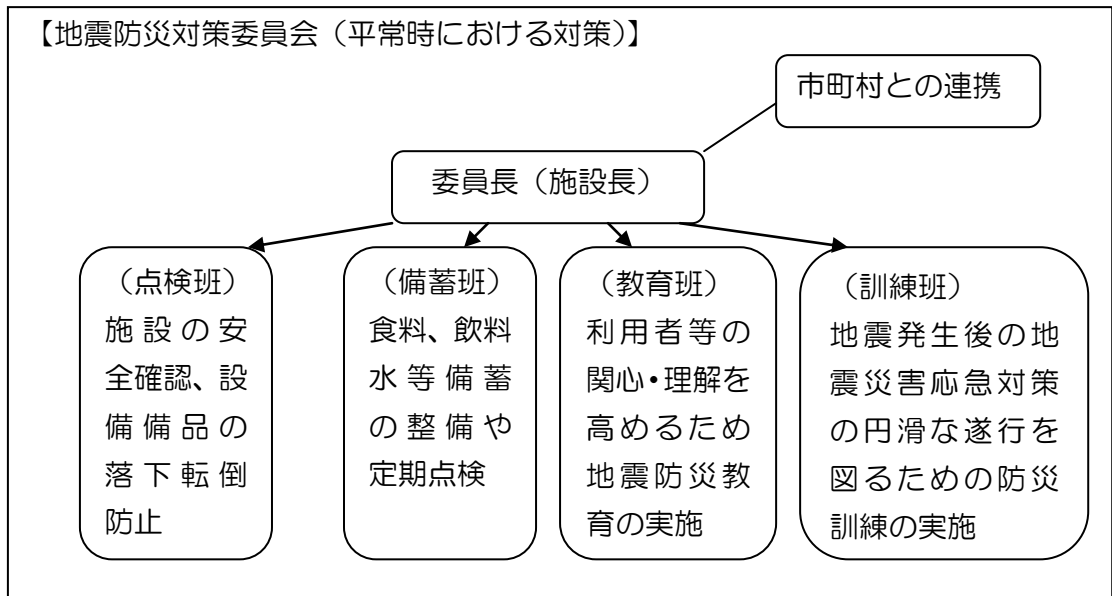 【地震防災対策委員会（平常時における対策）】
市町村との連携
委員長（施設長）
（点検班）
施設の安
全確認、設
備備品の
落下転倒
防止
（備蓄班）
食料、飲料
水等備蓄
の整備や
定期点検
（教育班）
利用者等の
関心・理解を
高めるため
地震防災教
育の実施
（訓練班）
地震発生後の地
震災害応急対策
の円滑な遂行を
図るための防災
訓練の実施